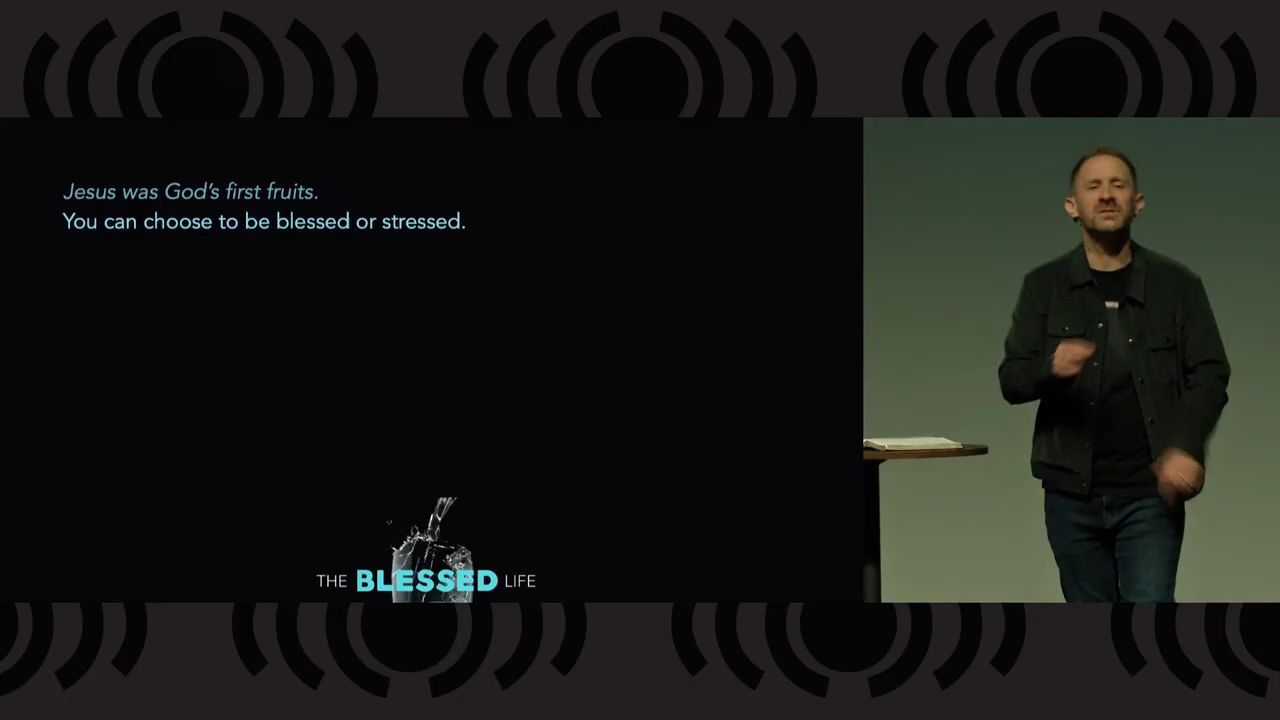 Jesus was God's first fruits.
You can choose to be blessed or stressed.
THE BLESSED LIFE